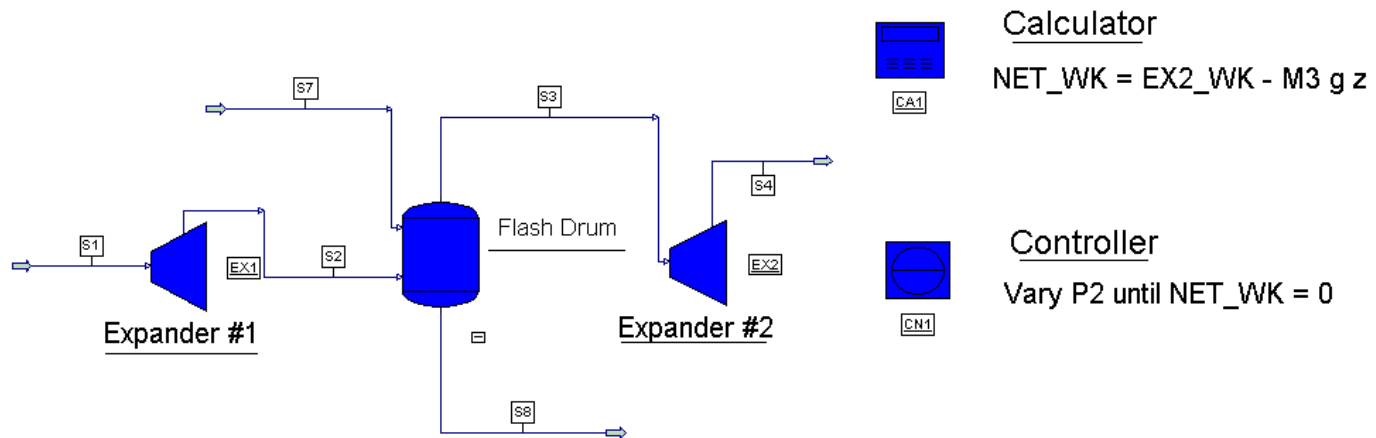 Calculator
NET_WK = EX2_WK - M3 g z
CA1
S7
S3
S4
Flash Drum
S1
EX1
S2
EX2
Expander #1
Expander #2
Controller
Vary P2 until NET_WK = 0
CN1
S8